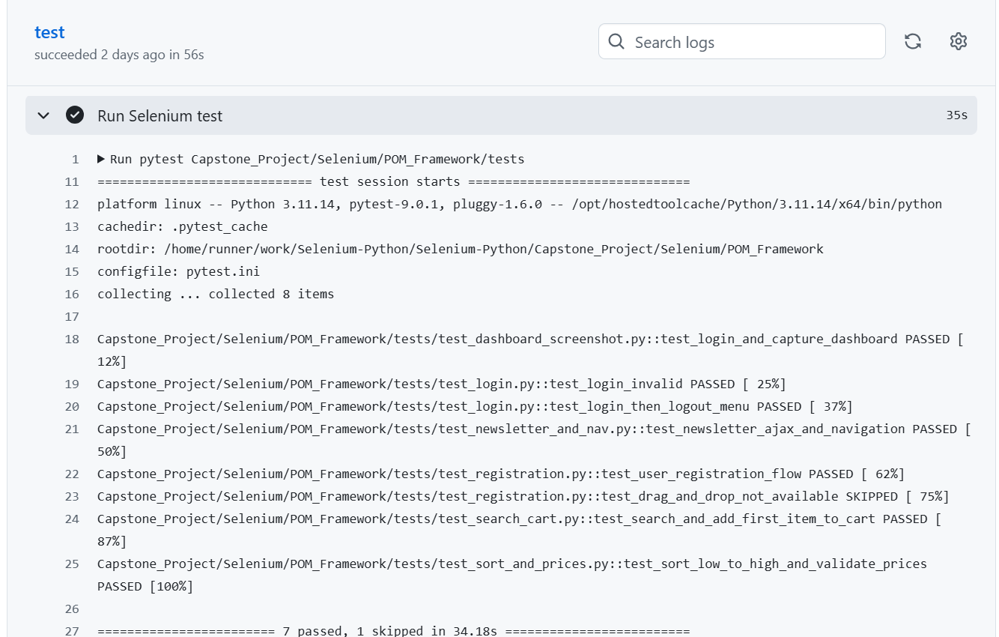 test
succeeded 2 days ago in 56s
Search logs
Run Selenium test 35s
1 Run pytest Capstone_Project/Selenium/POM_Framework/tests
11 ============================= test session starts ==============================
12 platform linux -- Python 3.11.14, pytest-9.0.1, pluggy-1.6.0 -- /opt/hostedtoolcache/Python/3.11.14/x64/bin/python
13 cachedir: .pytest_cache
14 rootdir: /home/runner/work/Selenium-Python/Selenium-Python/Capstone_Project/Selenium/POM_Framework
15 configfile: pytest.ini
16 collecting ... collected 8 items
17
18 Capstone_Project/Selenium/POM_Framework/tests/test_dashboard_screenshot.py::test_login_and_capture_dashboard PASSED [
12%]
19 Capstone_Project/Selenium/POM_Framework/tests/test_login.py::test_login_invalid PASSED [ 25%]
20 Capstone_Project/Selenium/POM_Framework/tests/test_login.py::test_login_then_logout_menu PASSED [ 37%]
21 Capstone_Project/Selenium/POM_Framework/tests/test_newsletter_and_nav.py::test_newsletter_ajax_and_navigation PASSED [
50%]
22 Capstone_Project/Selenium/POM_Framework/tests/test_registration.py::test_user_registration_flow PASSED [ 62%]
23 Capstone_Project/Selenium/POM_Framework/tests/test_registration.py::test_drag_and_drop_not_available SKIPPED [ 75%]
24 Capstone_Project/Selenium/POM_Framework/tests/test_search_cart.py::test_search_and_add_first_item_to_cart PASSED [
87%]
25 Capstone_Project/Selenium/POM_Framework/tests/test_sort_and_prices.py::test_sort_low_to_high_and_validate_prices
PASSED [100%]
26
27 ======================== 7 passed, 1 skipped in 34.18s =========================